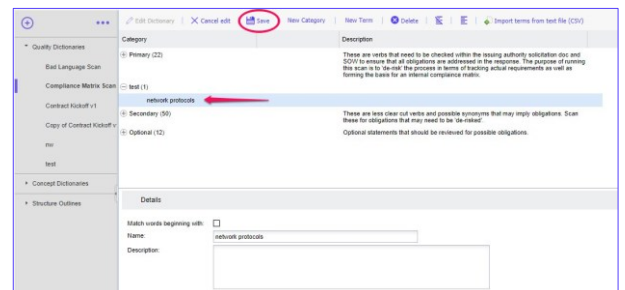 Edit Dictionary
Cancel edit
Save
New Category
New Term
Delete
Import terms from text file (CSV)
Category
Description
Quality Dictionaries
Bad Language Scan
Compliance Matrix Scan
Contract Kickoff v1
Copy of Contract Kickoff v
nw
test
Concept Dictionaries
Structure Outlines
Primary (22)
These are verbs that need to be checked within the issuing authority solicitation doc and
SOW to ensure that all obligations are addressed in the response. The purpose of running
this scan is to 'de-risk' the process in terms of tracking actual requirements as well as
forming the basis for an internal complaince matrix.
test (1)
network protocols
Secondary (50)
These are less clear cut verbs and possible synonyms that may imply obligations. Scan
these for obligations that may need to be 'de-risked'.
Optional (12)
Optional statements that should be reviewed for possible obligations.
Details
Match words beginning with:
Name:
network protocols
Description: